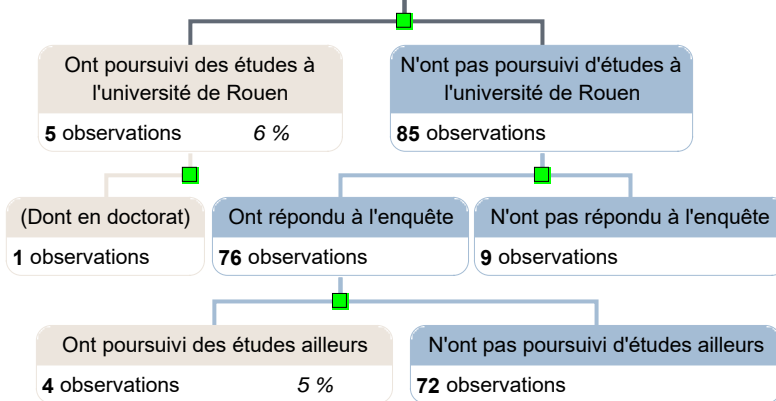 Ont poursuivi des études à
l'université de Rouen
5 observations 6 %
N'ont pas poursuivi d'études à
l'université de Rouen
85 observations
(Dont en doctorat)
1 observations
Ont répondu à l'enquête
76 observations
N'ont pas répondu à l'enquête
9 observations
Ont poursuivi des études ailleurs
4 observations 5 %
N'ont pas poursuivi d'études ailleurs
72 observations